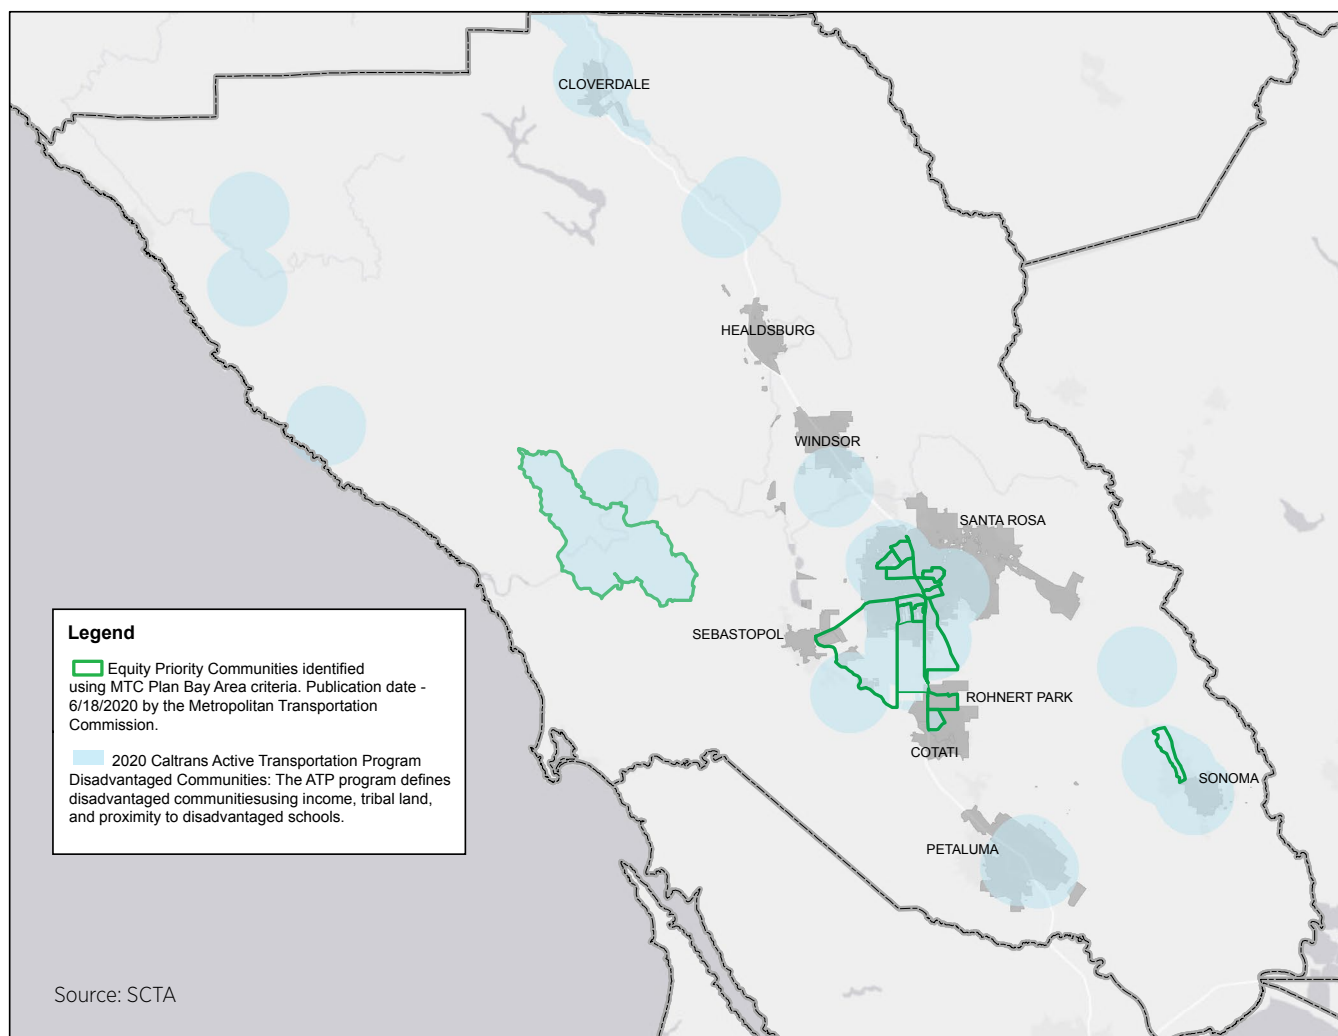 CLOVERDALE
HEALDSBURG
WINDSOR
SANTA ROSA
SEBASTOPOL
ROHNERT PARK
COTATI
SONOMA
PETALUMA
Legend
Equity Priority Communities identified
using MTC Plan Bay Area criteria. Publication date -
6/18/2020 by the Metropolitan Transportation
Commission.
2020 Caltrans Active Transportation Program
Disadvantaged Communities: The ATP program defines
disadvantaged communitiesusing income, tribal land,
and proximity to disadvantaged schools.
Source: SCTA